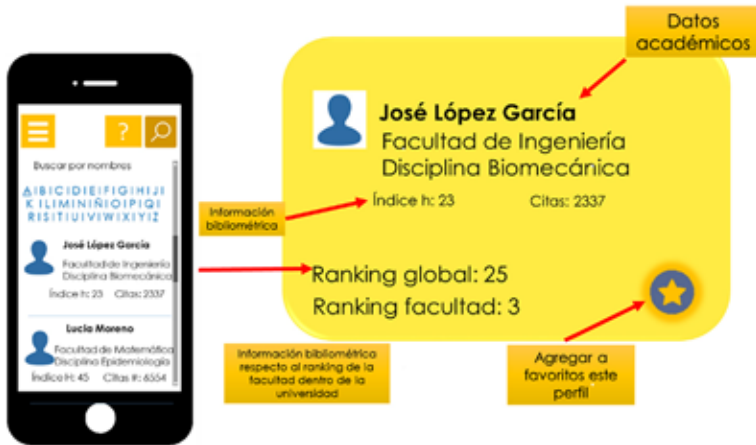 Datos
académicos
José López García
Facultad de Ingeniería
Disciplina Biomecánica
Índice h: 23 Citas: 2337
Ranking global: 25
Ranking facultad: 3
Información
bibliométrica
Información bibliométrica
respecto al ranking de la
facultad dentro de la
universidad
Agregar a
favoritos este
perfil
?
Buscar por nombres
A|B|C|D|E|F|G|H|I|J|
K |L|M|N|Ñ|O|P|Q|
R|S|T|U|V|W|X|Y|Z
José López García
Facultad de Ingeniería
Disciplina Biomecánica
Índice h: 23 Citas: 2337
Lucía Moreno
Facultad de Matemática
Disciplina Epidemiología
Índice H: 45 Citas #: 6554